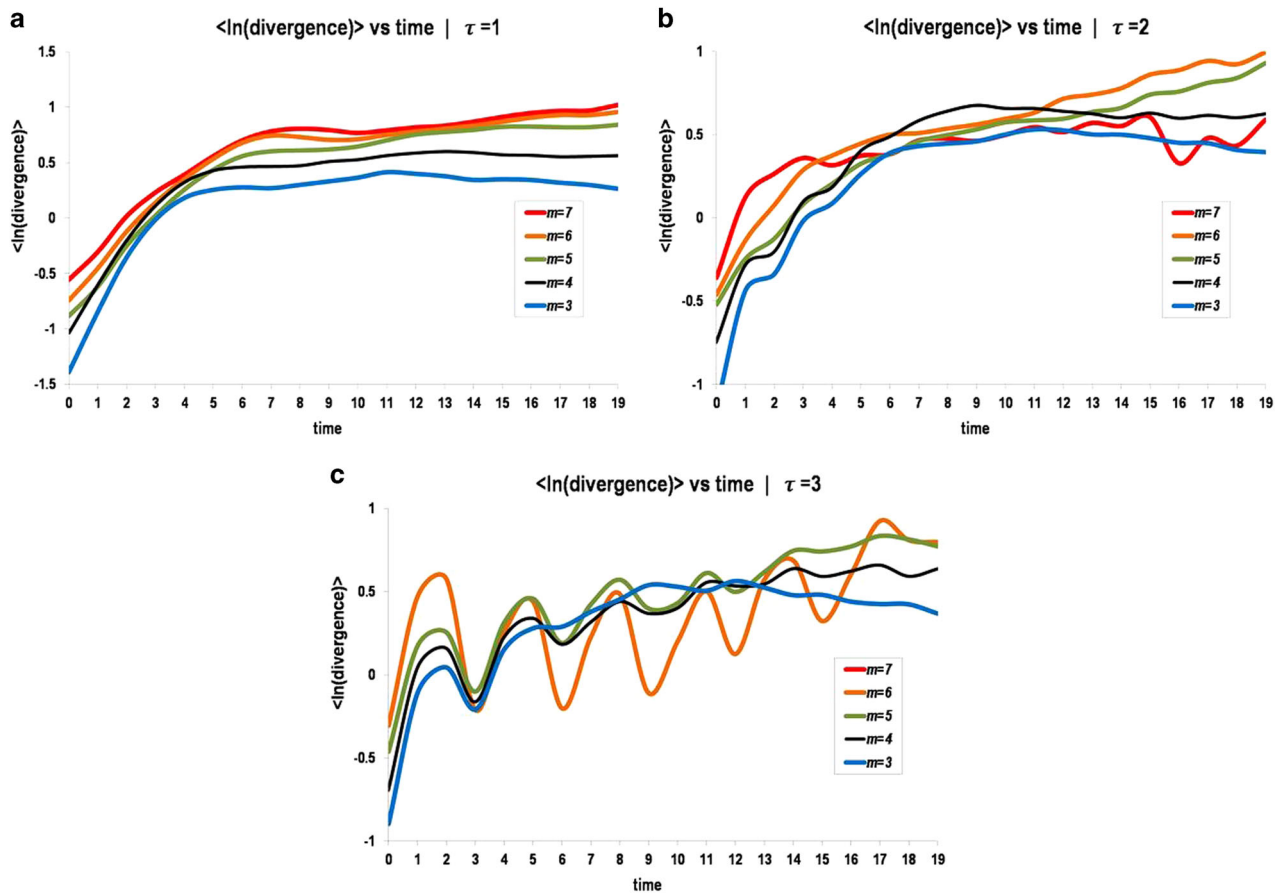 a
<ln(divergence)> vs time | τ =1
1.5
1
0.5
0
-0.5
-1
-1.5
<ln(divergence)>
0 1 2 3 4 5 6 7 8 9 10 11 12 13 14 15 16 17 18 19
time
m=7
m=6
m=5
m=4
m=3
b
<ln(divergence)> vs time | τ =2
1
0.5
0
-0.5
-1
<ln(divergence)>
0 1 2 3 4 5 6 7 8 9 10 11 12 13 14 15 16 17 18 19
time
m=7
m=6
m=5
m=4
m=3
c
<ln(divergence)> vs time | τ =3
1
0.5
0
-0.5
-1
<ln(divergence)>
0 1 2 3 4 5 6 7 8 9 10 11 12 13 14 15 16 17 18 19
time
m=7
m=6
m=5
m=4
m=3